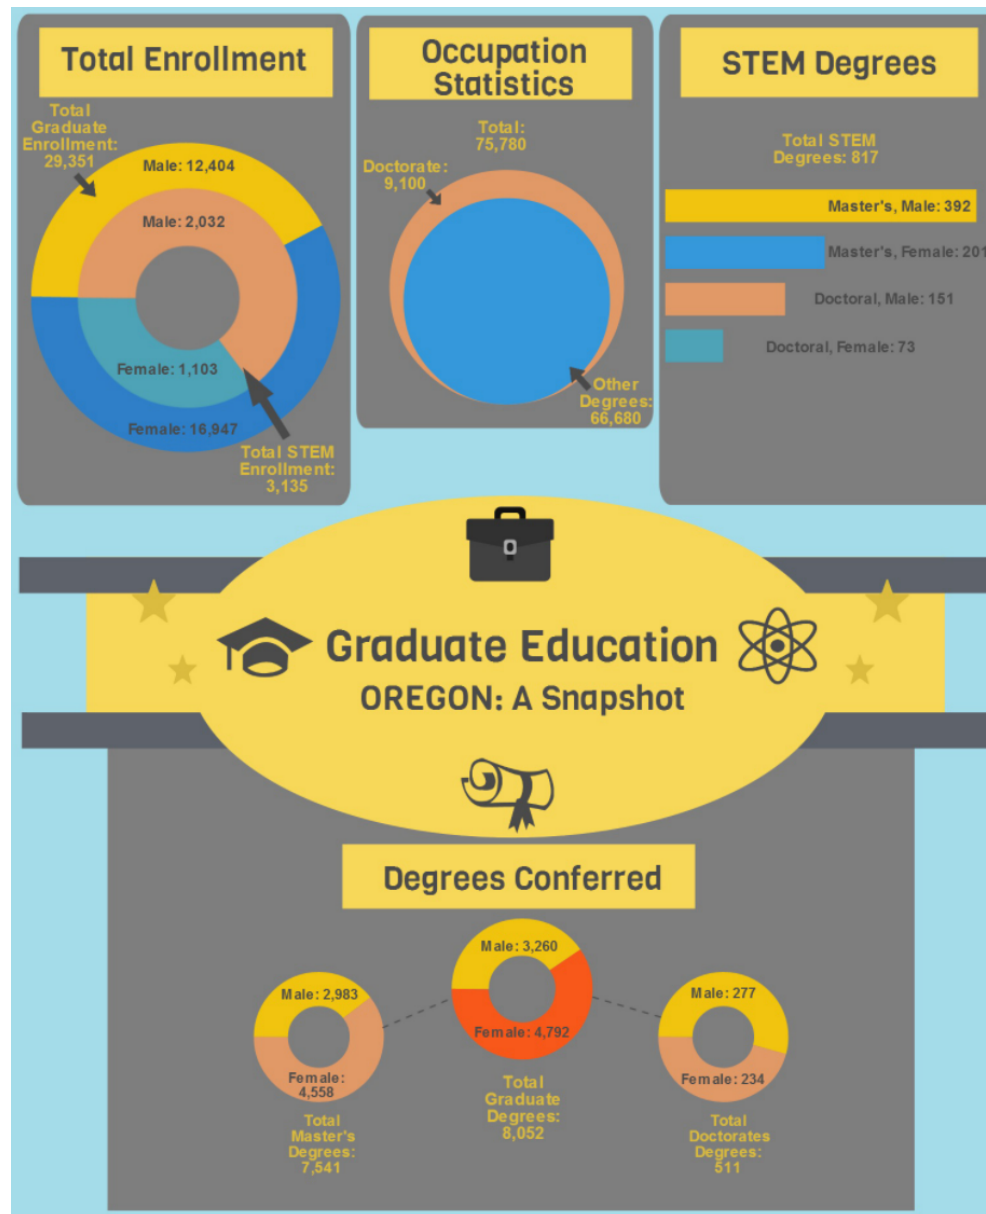 Total Enrollment
Total
Graduate
Enrollment:
29,351
Male: 12,404
Male: 2,032
Female: 1,103
Female: 16,947
Total STEM
Enrollment:
3,135
Occupation
Statistics
Total:
75,780
Doctorate:
9,100
Other
Degrees:
66,680
STEM Degrees
Total STEM
Degrees: 817
Master's, Male: 392
Master's, Female: 201
Doctoral, Male: 151
Doctoral, Female: 73
Graduate Education
OREGON: A Snapshot
Degrees Conferred
Male: 2,983
Female:
4,558
Total
Master's
Degrees:
7,541
Male: 3,260
Female: 4,792
Total
Graduate
Degrees:
8,052
Male: 277
Female: 234
Total
Doctorates
Degrees:
511